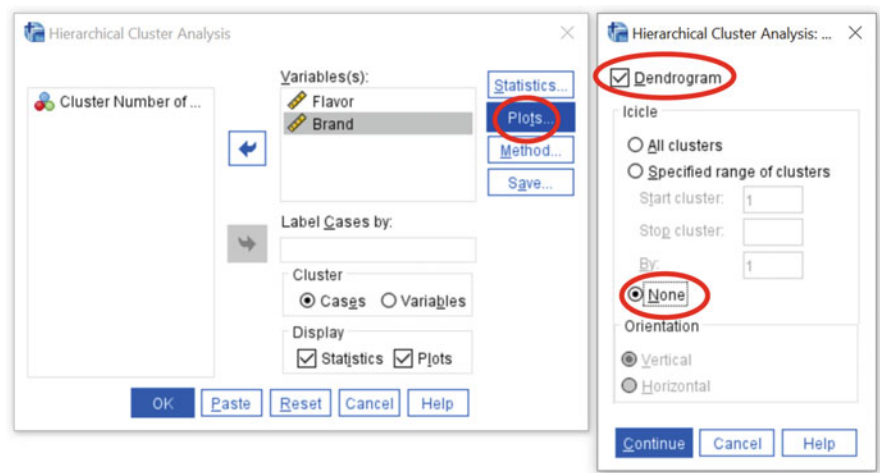 Hierarchical Cluster Analysis
Cluster Number of ...
Variables(s):
Flavor
Brand
Statistics...
Plots...
Method...
Save...
Label Cases by:
Cluster
Cases Variables
Display
Statistics Plots
OK Paste Reset Cancel Help
Hierarchical Cluster Analysis: ...
Dendrogram
Icicle
All clusters
Specified range of clusters
Start cluster: 1
Stop cluster:
By: 1
None
Orientation
Vertical
Horizontal
Continue Cancel Help